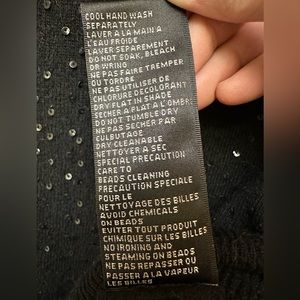 COOL HAND WASH
SEPARATELY
LAVER A LA MAIN A
L'EAU FROIDE
LAVER SEPAREMENT
DO NOT SOAK, BLEACH
OR WRING
NE PAS FAIRE TREMPER
OU TORDRE
NE PAS UTILISER DE
CHLORURE DECOLORANT
DRY FLAT IN SHADE
SECHER A PLAT A L'OMBRE
DO NOT TUMBLE DRY
NE PAS SECHER PAR
CULBUTAGE
DRY CLEANABLE
NETTOYER A SEC
SPECIAL PRECAUTION
CARE TO
BEADS CLEANING
PRECAUTION SPECIALE
POUR LE
NETTOYAGE DES BILLES
AVOID CHEMICALS
ON BEADS
EVITER TOUT PRODUIT
CHIMIQUE SUR LES BILLES
NO IRONING AND
STEAMING ON BEADS
NE PAS REPASSER OU
PASSER A LA VAPEUR
LES BILLES